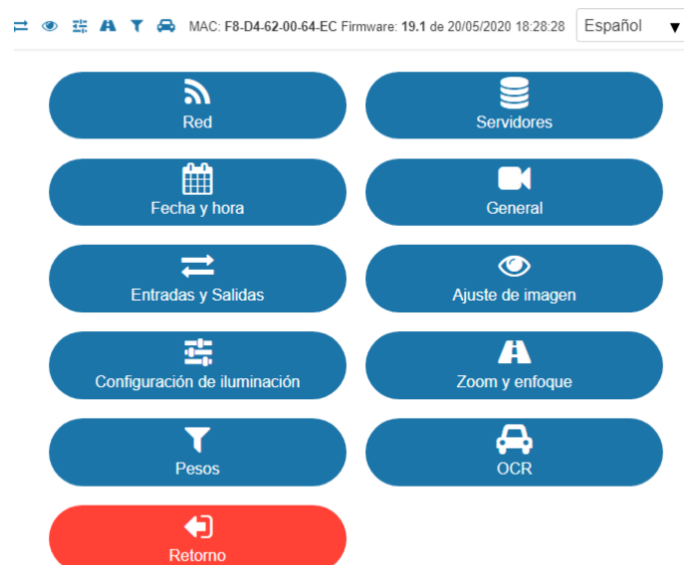 MAC: F8-D4-62-00-64-EC Firmware: 19.1 de 20/05/2020 18:28:28 Español
Red
Servidores
Fecha y hora
General
Entradas y Salidas
Ajuste de imagen
Configuración de iluminación
Zoom y enfoque
Pesos
OCR
Retorno